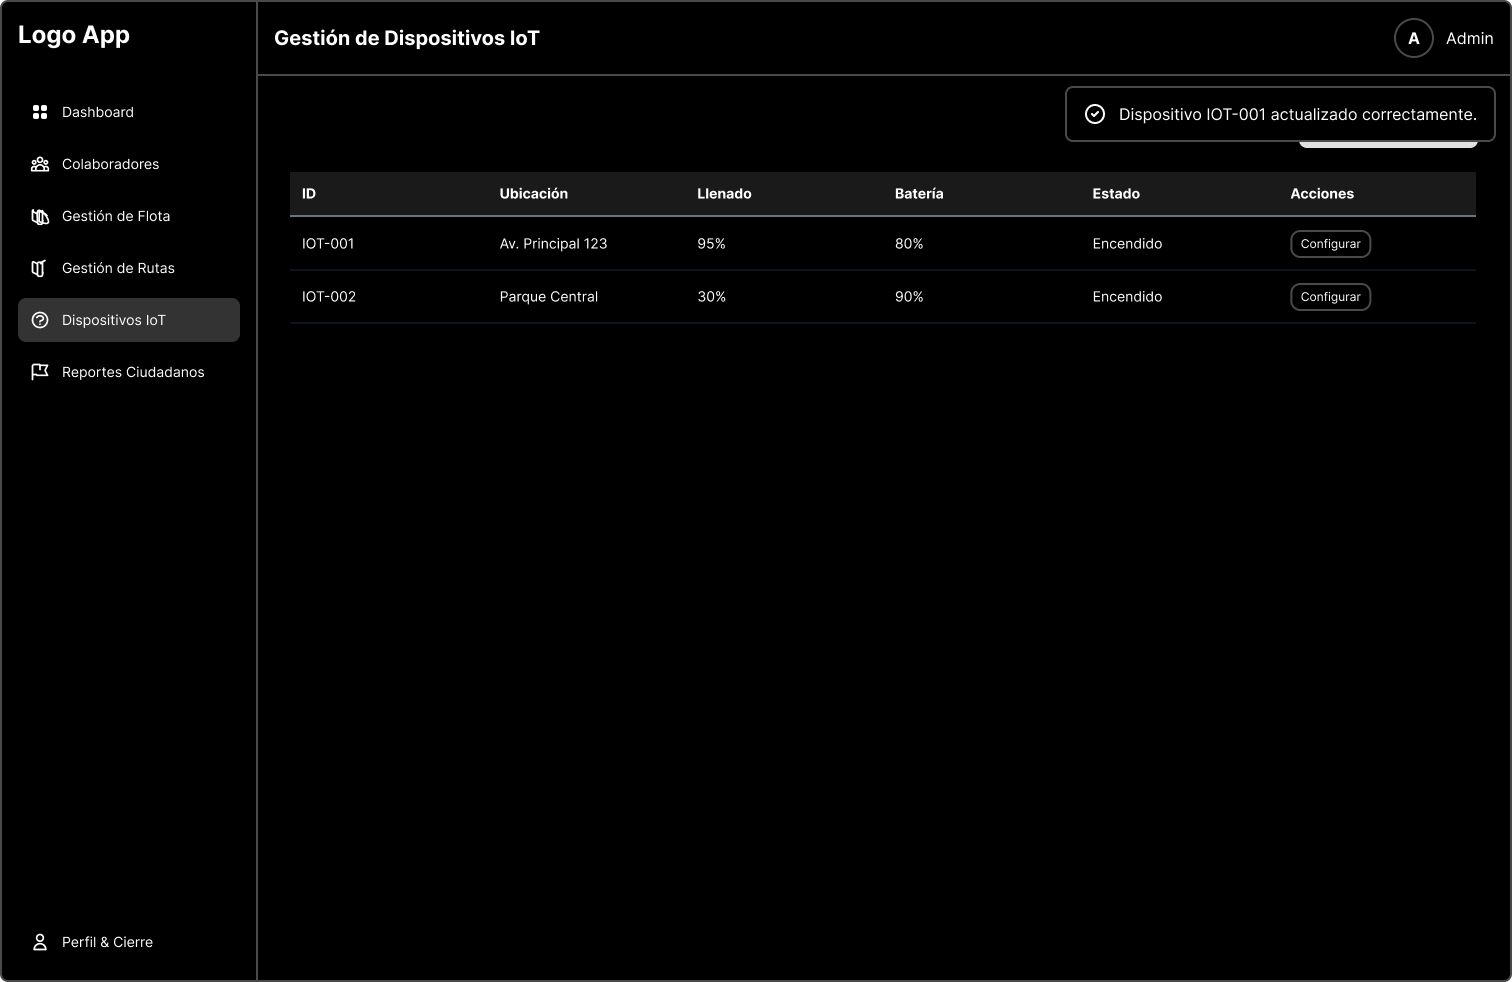 Logo App
Dashboard
Colaboradores
Gestión de Flota
Gestión de Rutas
Dispositivos IoT
Reportes Ciudadanos
Perfil & Cierre
Gestión de Dispositivos IoT
A Admin
Dispositivo IOT-001 actualizado correctamente.
ID Ubicación Llenado Batería Estado Acciones
IOT-001 Av. Principal 123 95% 80% Encendido Configurar
IOT-002 Parque Central 30% 90% Encendido Configurar